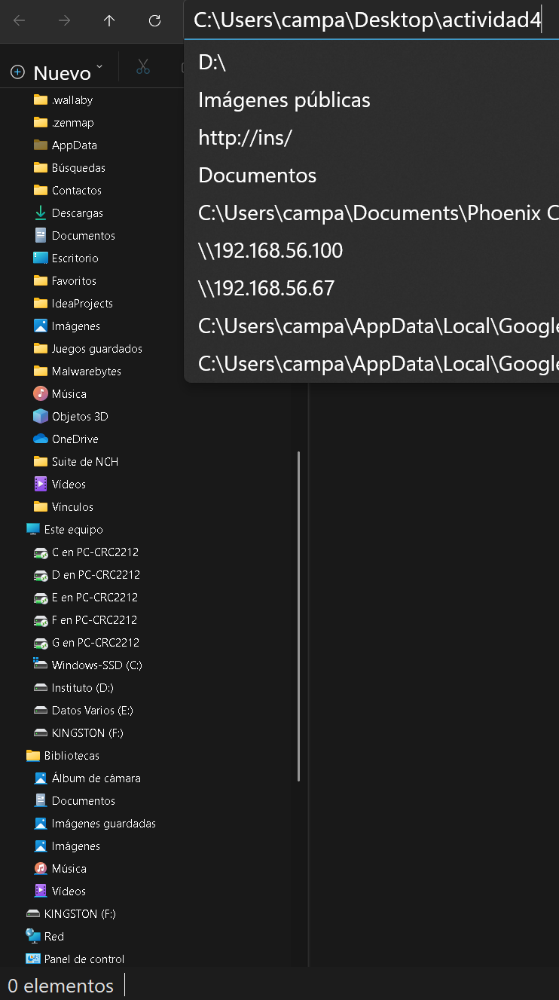 C:\Users\campa\Desktop\actividad4
Nuevo
D:\
Imágenes públicas
http://ins/
Documentos
C:\Users\campa\Documents\Phoenix C
\\192.168.56.100
\\192.168.56.67
C:\Users\campa\AppData\Local\Google
C:\Users\campa\AppData\Local\Google
.wallaby
.zenmap
AppData
Búsquedas
Contactos
Descargas
Documentos
Escritorio
Favoritos
IdeaProjects
Imágenes
Juegos guardados
Malwarebytes
Música
Objetos 3D
OneDrive
Suite de NCH
Vídeos
Vínculos
Este equipo
C en PC-CRC2212
D en PC-CRC2212
E en PC-CRC2212
F en PC-CRC2212
G en PC-CRC2212
Windows-SSD (C:)
Instituto (D:)
Datos Varios (E:)
KINGSTON (F:)
Bibliotecas
Álbum de cámara
Documentos
Imágenes guardadas
Imágenes
Música
Vídeos
KINGSTON (F:)
Red
Panel de control
0 elementos